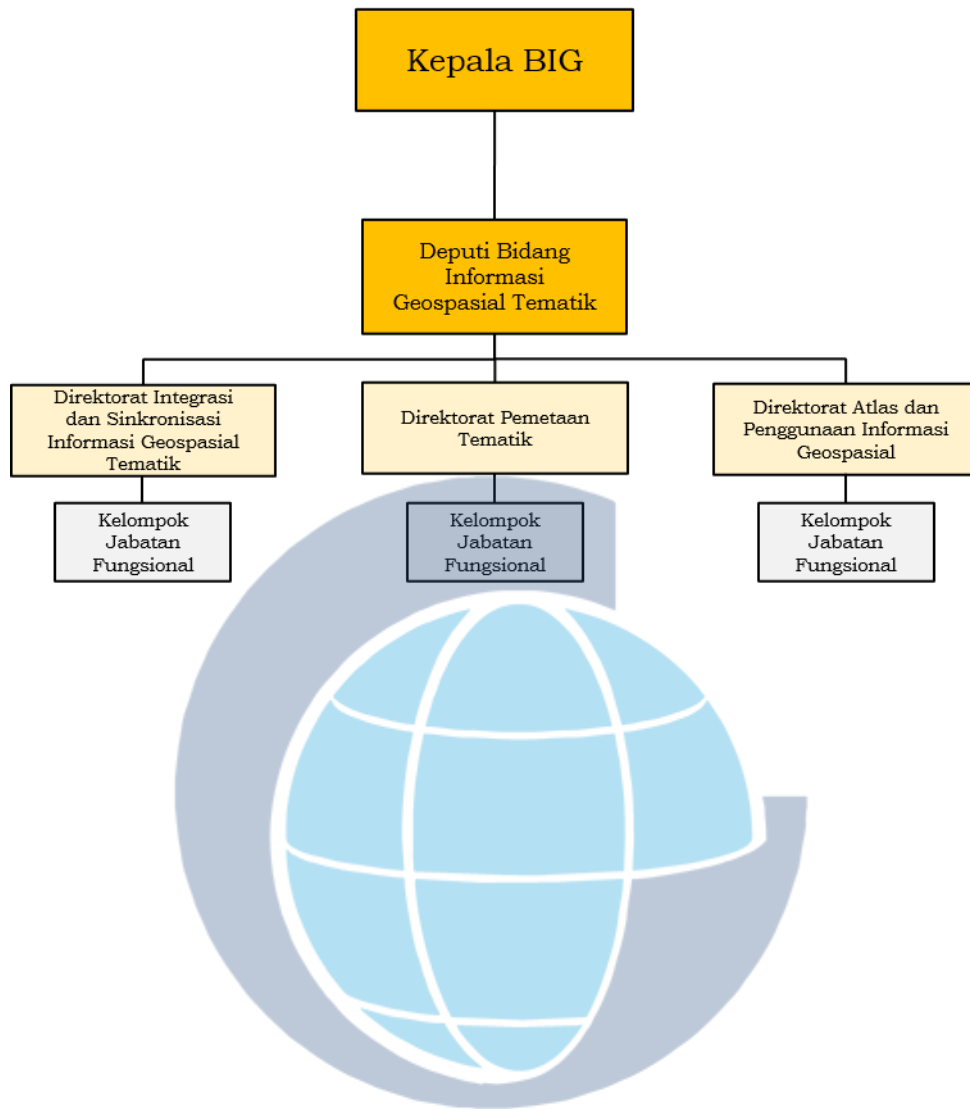 Kepala BIG
Deputi Bidang
Informasi
Geospasial Tematik
Direktorat Integrasi
dan Sinkronisasi
Informasi Geospasial
Tematik
Direktorat Pemetaan
Tematik
Direktorat Atlas dan
Penggunaan Informasi
Geospasial
Kelompok
Jabatan
Fungsional
Kelompok
Jabatan
Fungsional
Kelompok
Jabatan
Fungsional